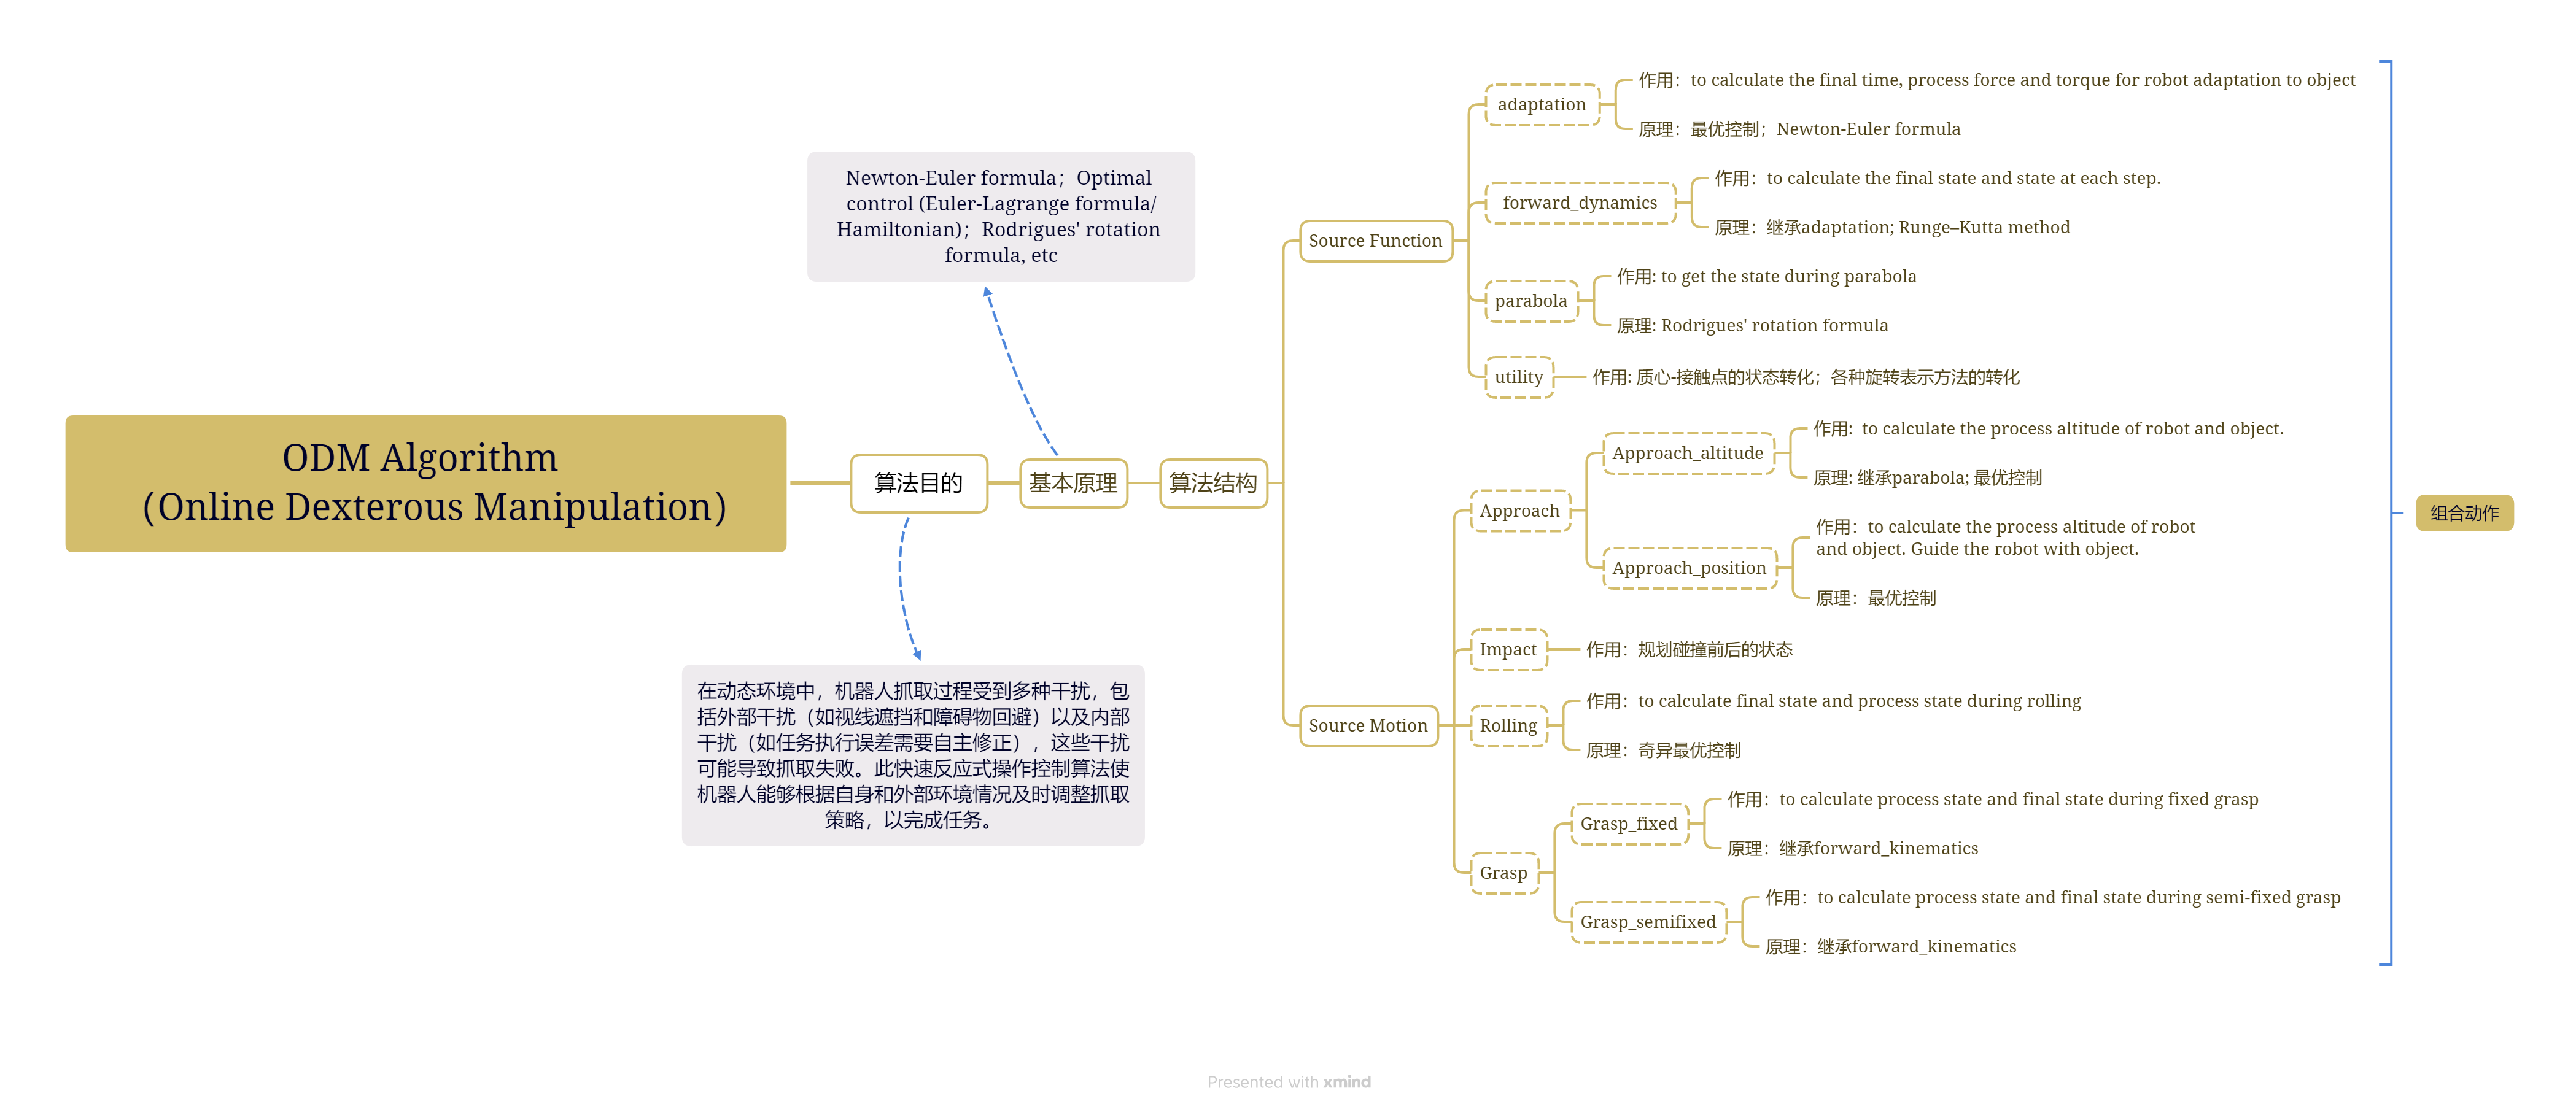 ODM Algorithm
（Online Dexterous Manipulation）
算法目的
在动态环境中，机器人抓取过程受到多种干扰，包
括外部干扰（如视线遮挡和障碍物回避）以及内部
干扰（如任务执行误差需要自主修正），这些干扰
可能导致抓取失败。此快速反应式操作控制算法使
机器人能够根据自身和外部环境情况及时调整抓取
策略，以完成任务。
基本原理
Newton-Euler formula；Optimal
control (Euler-Lagrange formula/
Hamiltonian)；Rodrigues' rotation
formula, etc
算法结构
Source Function
adaptation
作用：to calculate the final time, process force and torque for robot adaptation to object
原理：最优控制；Newton-Euler formula
forward_dynamics
作用：to calculate the final state and state at each step.
原理：继承adaptation; Runge–Kutta method
parabola
作用: to get the state during parabola
原理: Rodrigues' rotation formula
utility
作用: 质心-接触点的状态转化；各种旋转表示方法的转化
Source Motion
Approach
Approach_altitude
作用:  to calculate the process altitude of robot and object.
原理: 继承parabola; 最优控制
Approach_position
作用：to calculate the process altitude of robot
and object. Guide the robot with object.
原理：最优控制
Impact
作用：规划碰撞前后的状态
Rolling
作用：to calculate final state and process state during rolling
原理：奇异最优控制
Grasp
Grasp_fixed
作用：to calculate process state and final state during fixed grasp
原理：继承forward_kinematics
Grasp_semifixed
作用：to calculate process state and final state during semi-fixed grasp
原理：继承forward_kinematics
组合动作
Presented with xmind